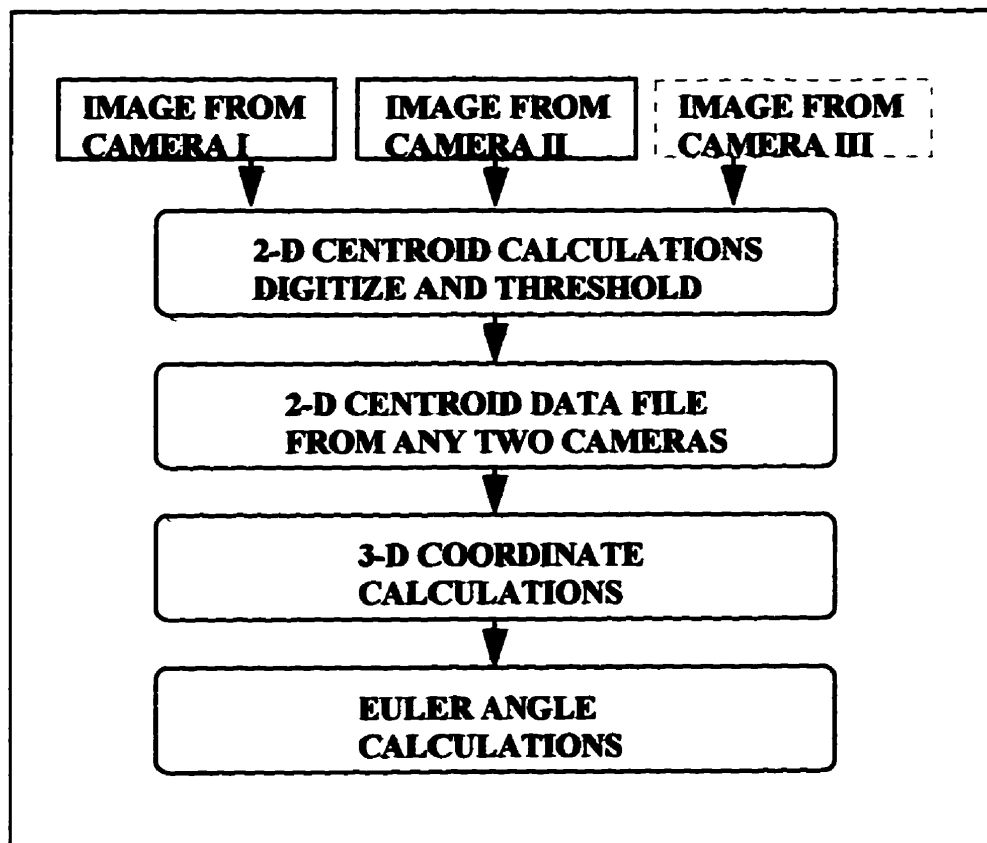 IMAGE FROM
CAMERA I
IMAGE FROM
CAMERA II
IMAGE FROM
CAMERA III
2-D CENTROID CALCULATIONS
DIGITIZE AND THRESHOLD
2-D CENTROID DATA FILE
FROM ANY TWO CAMERAS
3-D COORDINATE
CALCULATIONS
EULER ANGLE
CALCULATIONS